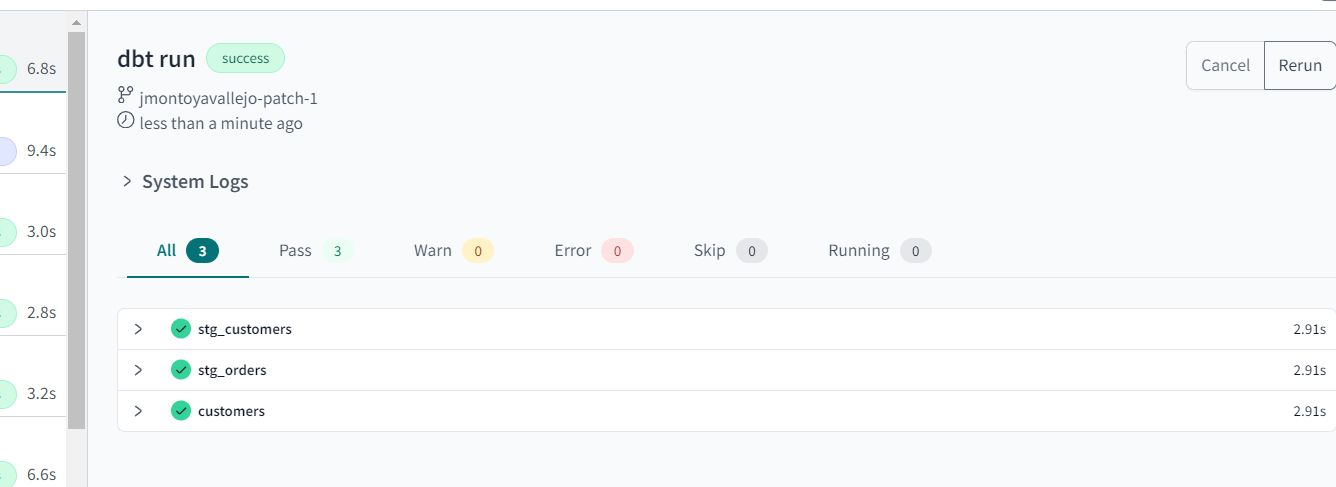 6.8s
9.4s
3.0s
2.8s
3.2s
6.6s
dbt run success
jmontoyavallejo-patch-1
less than a minute ago
Cancel Rerun
System Logs
All 3 Pass 3 Warn 0 Error 0 Skip 0 Running 0
stg_customers 2.91s
stg_orders 2.91s
customers 2.91s